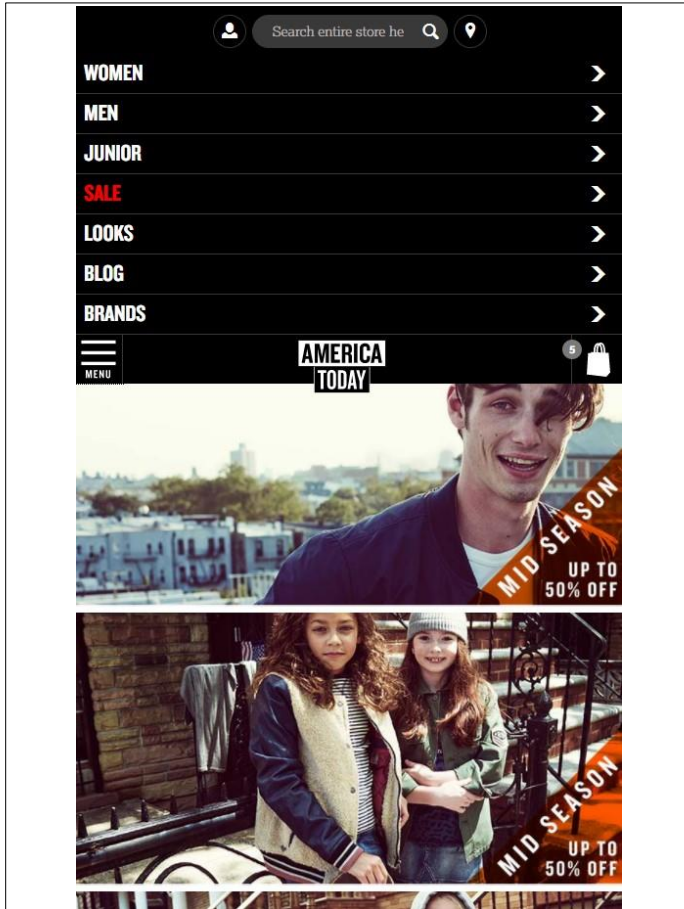 Search entire store he
WOMEN
MEN
JUNIOR
SALE
LOOKS
BLOG
BRANDS
MENU
AMERICA
TODAY
5
MID SEASON
UP TO
50% OFF
MID SEASON
UP TO
50% OFF